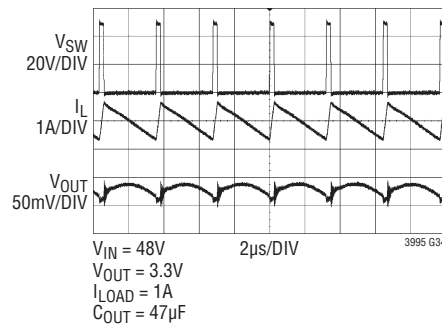 V_SW
20V/DIV
I_L
1A/DIV
V_OUT
50mV/DIV
V_IN = 48V
2µs/DIV
3995 G34
V_OUT = 3.3V
I_LOAD = 1A
C_OUT = 47µF